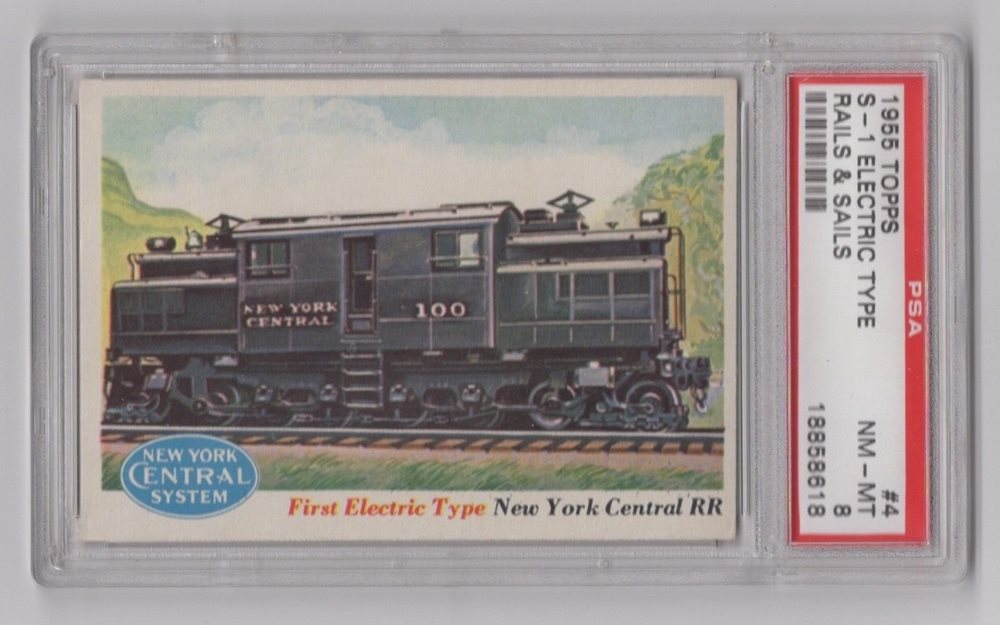 NEW YORK
CENTRAL
100
NEW YORK
CENTRAL
SYSTEM
First Electric Type New York Central RR
PSA
1955 TOPPS #4
S-1 ELECTRIC TYPE NM-MT
RAILS & SAILS 8
18858618